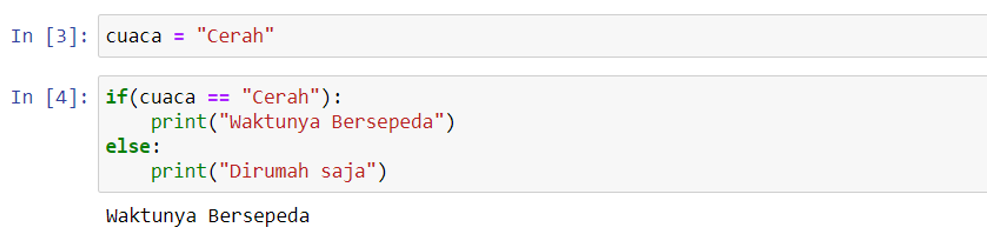 In [3]: cuaca = "Cerah"
In [4]: if(cuaca == "Cerah"):
    print("Waktunya Bersepeda")
else:
    print("Dirumah saja")
Waktunya Bersepeda